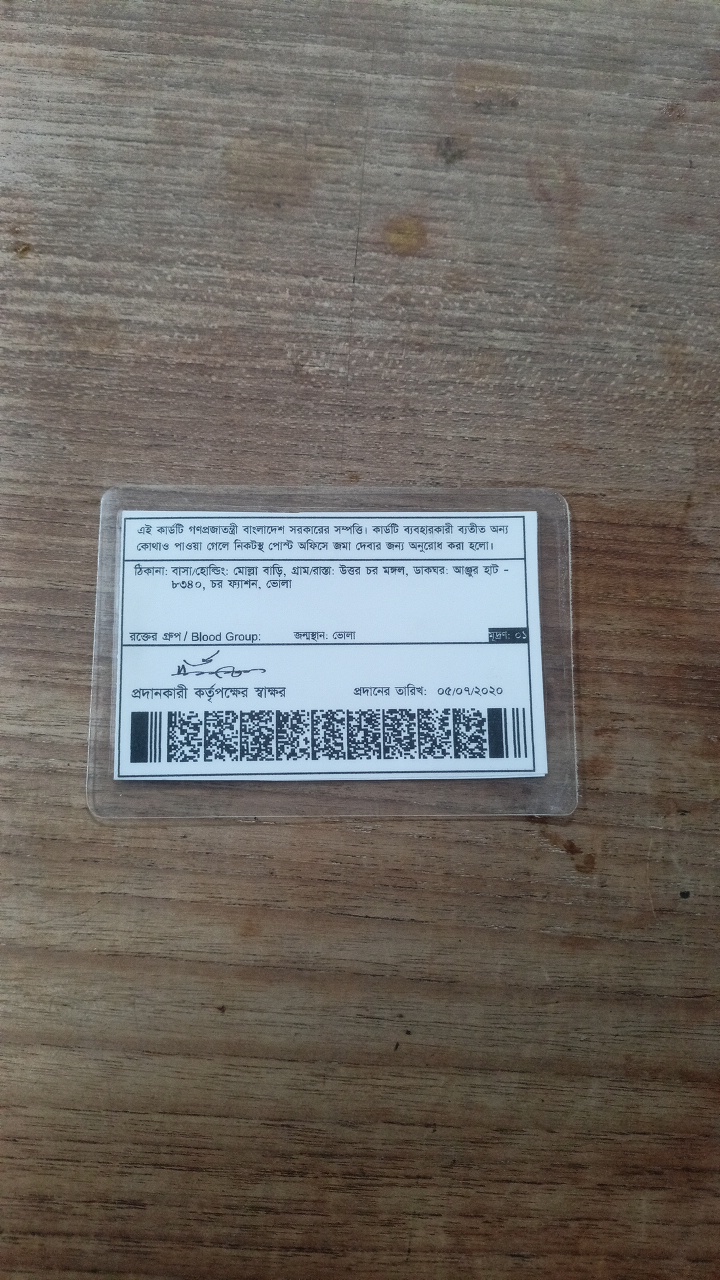 এই কার্ডটি গণপ্রজাতন্ত্রী বাংলাদেশ সরকারের সম্পত্তি। কার্ডটি ব্যবহারকারী ব্যতীত অন্য
কোথাও পাওয়া গেলে নিকটস্থ পোস্ট অফিসে জমা দেবার জন্য অনুরোধ করা হলো।
ঠিকানা: বাসা/হোল্ডিং: মোল্লা বাড়ি, গ্রাম/রাস্তা: উত্তর চর মঙ্গল, ডাকঘর: আঞ্জুর হাট -
৮৩৪০, চর ফ্যাশন, ভোলা
রক্তের গ্রুপ / Blood Group: জন্মস্থান: ভোলা মূদ্রণ: ০১
প্রদানকারী কর্তৃপক্ষের স্বাক্ষর প্রদানের তারিখ: ০৫/০৭/২০২০